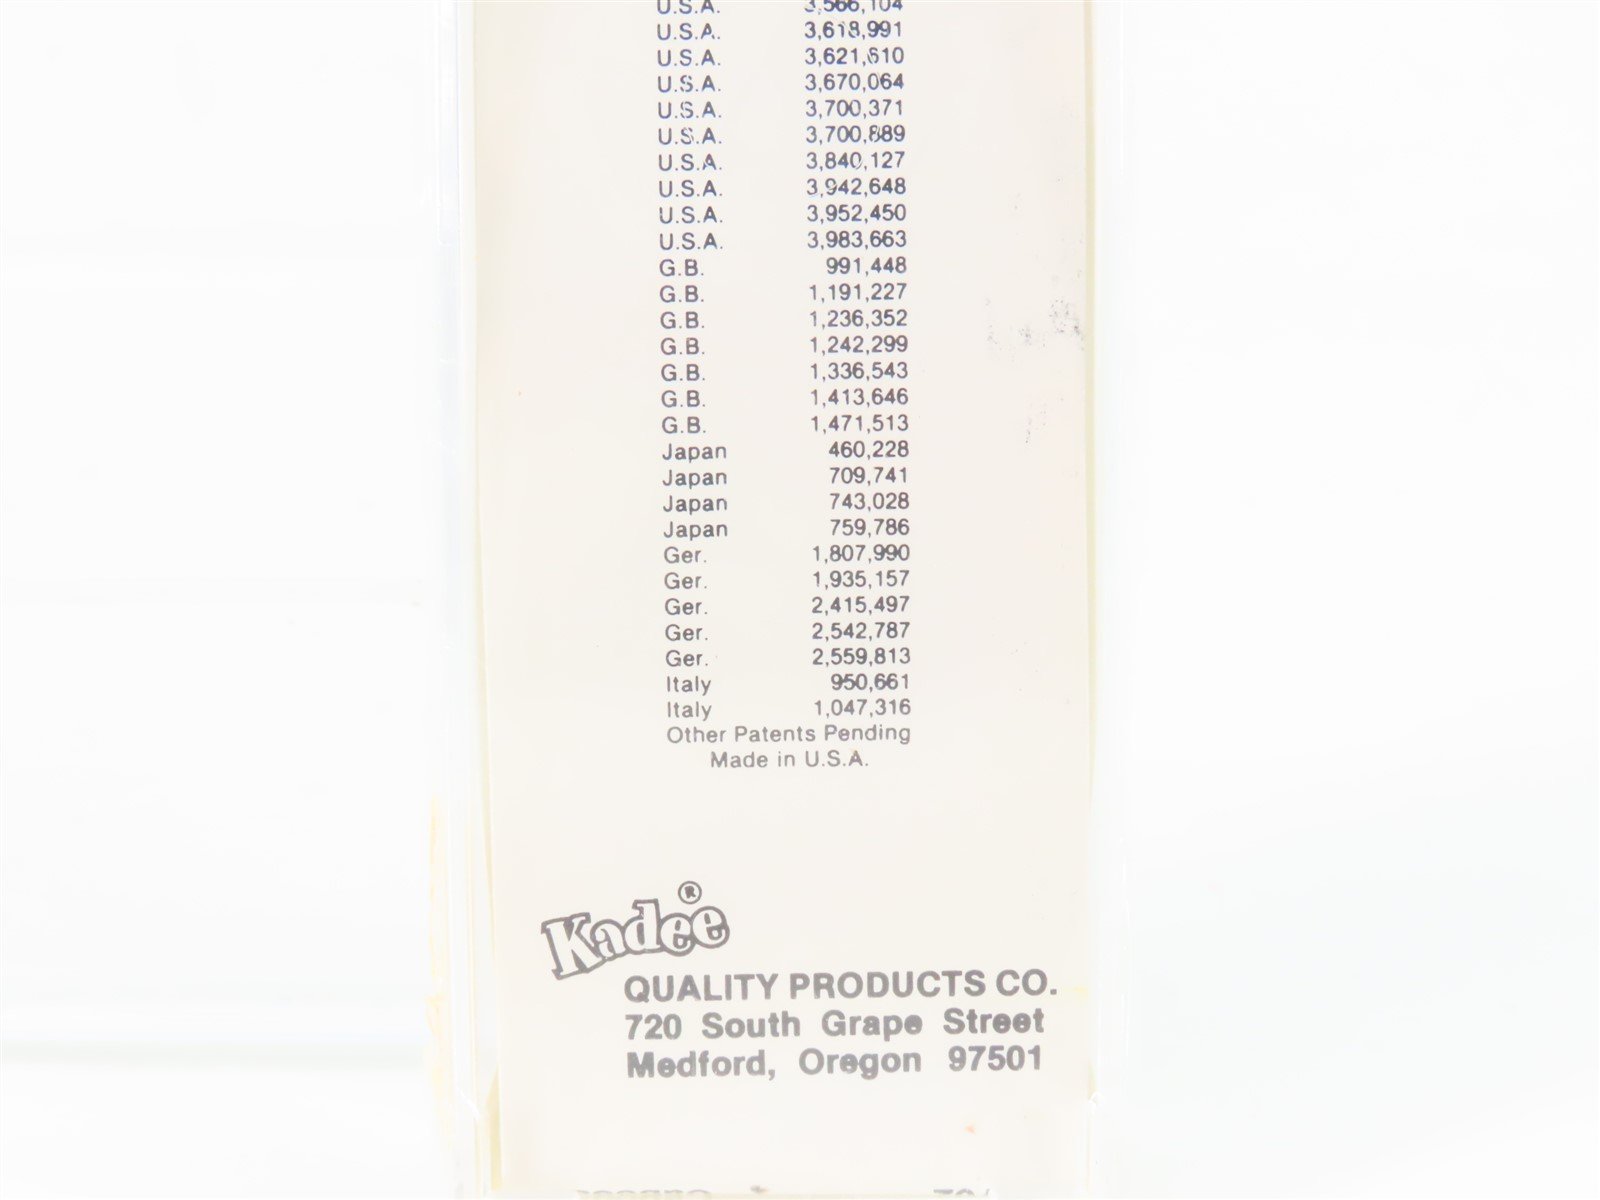 U.S.A. 3,566,104
U.S.A. 3,618,991
U.S.A. 3,621,610
U.S.A. 3,670,064
U.S.A. 3,700,371
U.S.A. 3,700,889
U.S.A. 3,840,127
U.S.A. 3,942,648
U.S.A. 3,952,450
U.S.A. 3,983,663
G.B. 991,448
G.B. 1,191,227
G.B. 1,236,352
G.B. 1,242,299
G.B. 1,336,543
G.B. 1,413,646
G.B. 1,471,513
Japan 460,228
Japan 709,741
Japan 743,028
Japan 759,786
Ger. 1,807,990
Ger. 1,935,157
Ger. 2,415,497
Ger. 2,542,787
Ger. 2,559,813
Italy 950,661
Italy 1,047,316
Other Patents Pending
Made in U.S.A.
Kadee®
QUALITY PRODUCTS CO.
720 South Grape Street
Medford, Oregon 97501